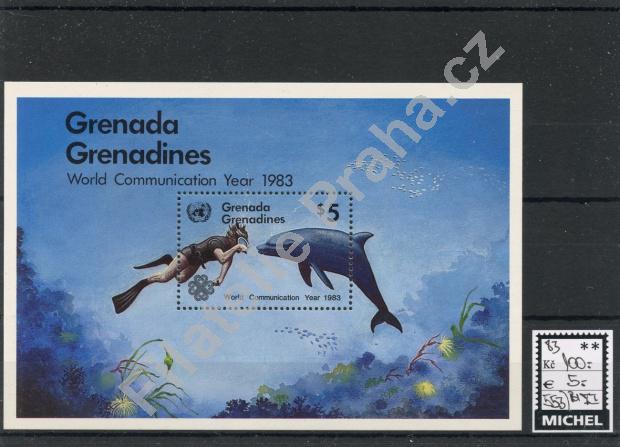 Grenada
Grenadines
World Communication Year 1983
Grenada
Grenadines
$5
World Communication Year 1983
Filatelie Praha.cz
83 **
Kč 100:-
€ 5:-
MICHEL